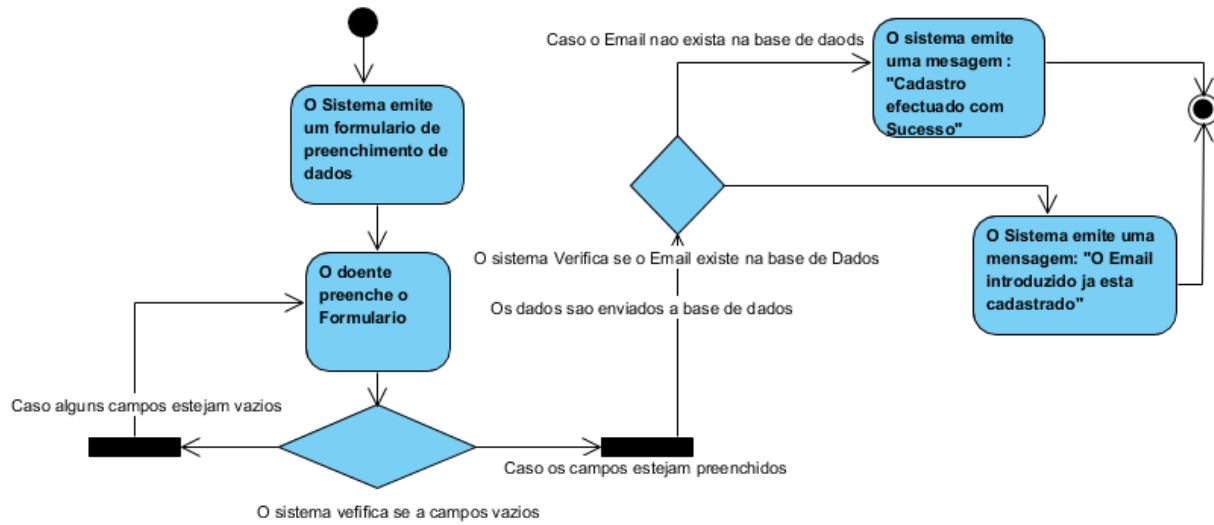 O Sistema emite
um formulario de
preenchimento de
dados
O doente
preenche o
Formulario
Caso alguns campos estejam vazios
O sistema vefifica se a campos vazios
Caso os campos estejam preenchidos
Os dados sao enviados a base de dados
O sistema Verifica se o Email existe na base de Dados
Caso o Email nao exista na base de daods
O sistema emite
uma mesagem :
"Cadastro
efectuado com
Sucesso"
O Sistema emite uma
mensagem: "O Email
introduzido ja esta
cadastrado"